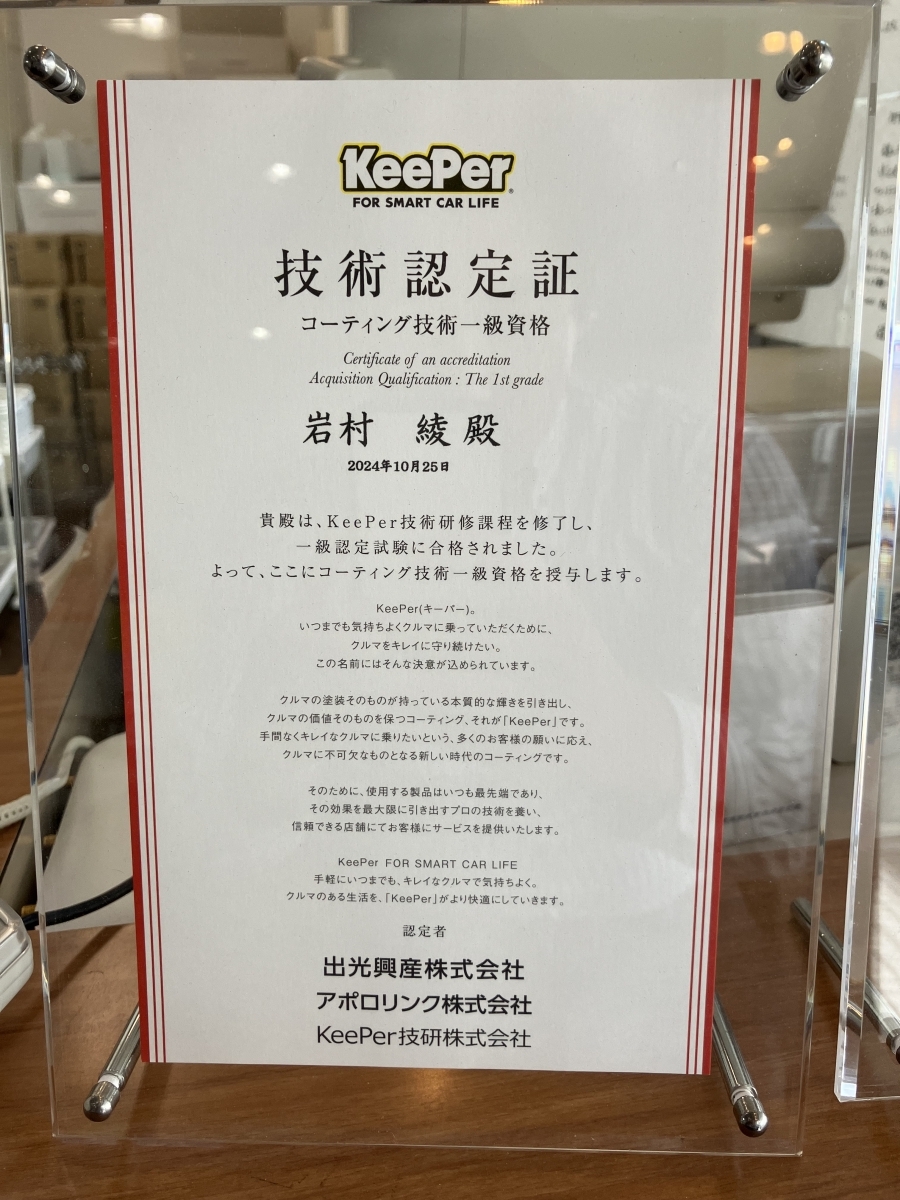 KeePer
FOR SMART CAR LIFE
技術認定証
コーティング技術一級資格
Certificate of an accreditation
Acquisition Qualification : The 1st grade
岩村 綾殿
2024年10月25日
貴殿は、KeePer技術研修課程を修了し、
一級認定試験に合格されました。
よって、ここにコーティング技術一級資格を授与します。
KeePer(キーパー)。
いつまでも気持ちよくクルマに乗っていただくために、
クルマをキレイに守り続けたい。
この名前にはそんな決意が込められています。
クルマの塗装そのものが持っている本質的な輝きを引き出し、
クルマの価値そのものを保つコーティング、それが「KeePer」です。
手間なくキレイなクルマに乗りたいという、多くのお客様の願いに応え、
クルマに不可欠なものとなる新しい時代のコーティングです。
そのために、使用する製品はいつも最先端であり、
その効果を最大限に引き出すプロの技術を養い、
信頼できる店舗にてお客様にサービスを提供いたします。
KeePer FOR SMART CAR LIFE
手軽にいつまでも、キレイなクルマで気持ちよく。
クルマのある生活を、「KeePer」がより快適にしていきます。
認定者
出光興産株式会社
アポロリンク株式会社
KeePer技研株式会社